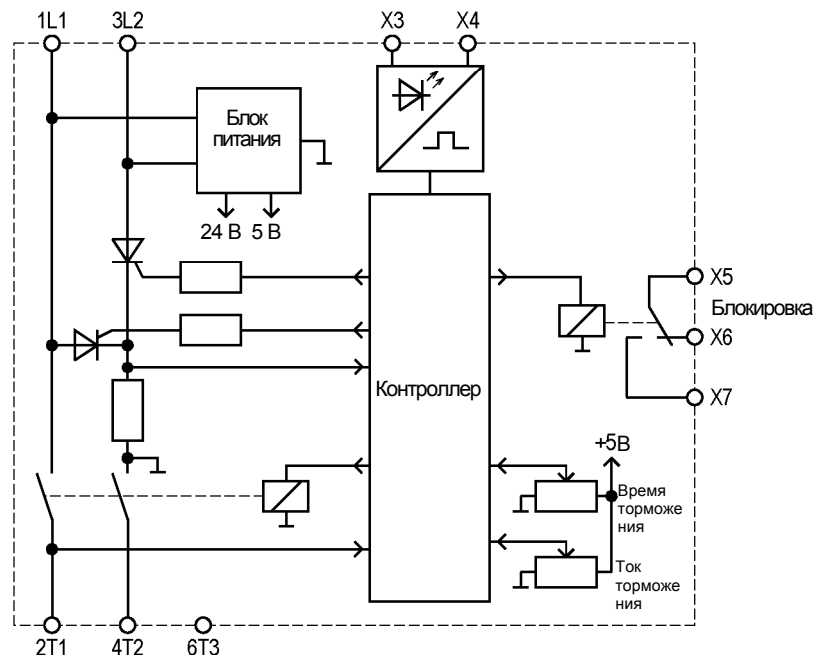 1L1 3L2 X3 X4
Блок
питания
24 В 5 В
X5
Блокировка
X6
Контроллер
X7
+5В
Время
торможе
ния
Ток
торможе
ния
2T1 4T2 6T3